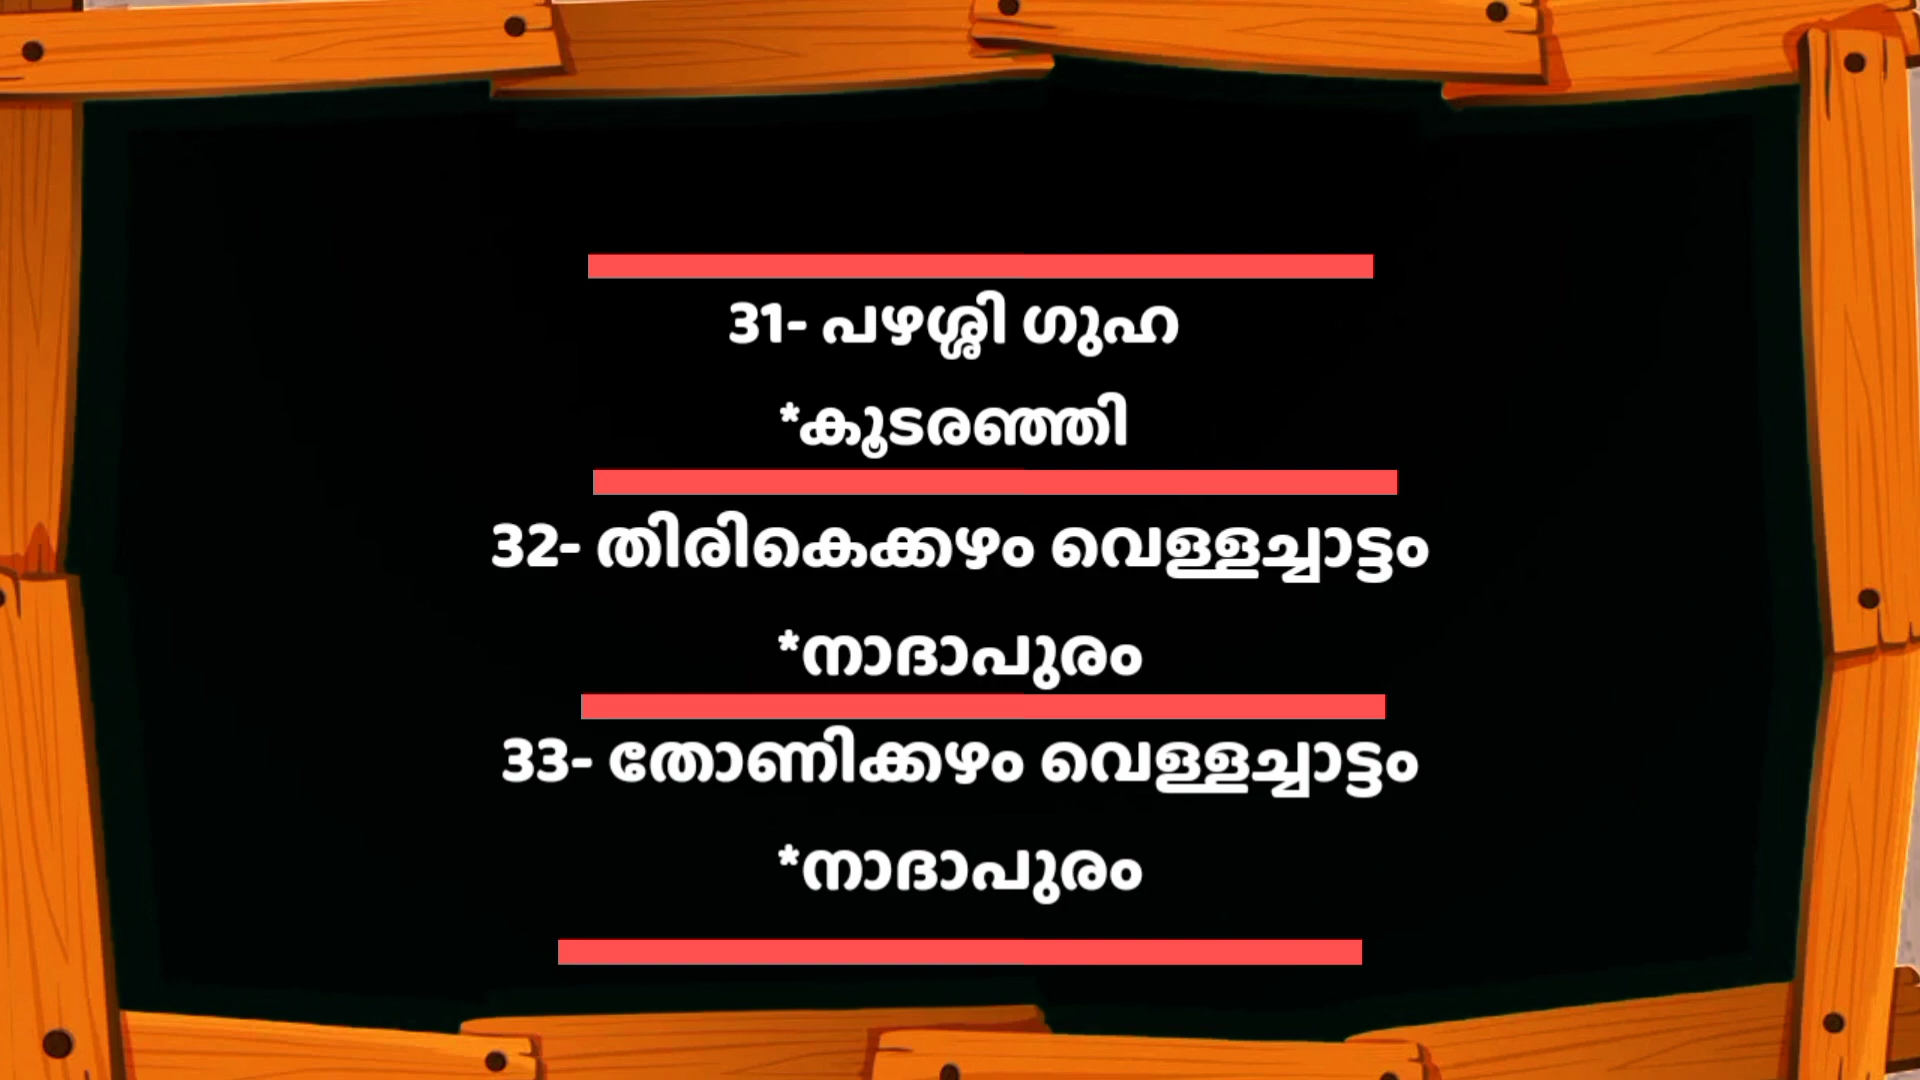 31- പഴശ്ശി ഗുഹ
*കൂടരഞ്ഞി
32- തിരികെക്കഴം വെള്ളച്ചാട്ടം
*നാദാപുരം
33- തോണിക്കഴം വെള്ളച്ചാട്ടം
*നാദാപുരം